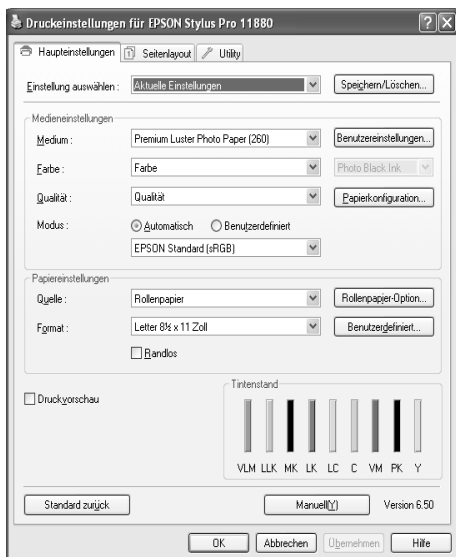 Druckeinstellungen für EPSON Stylus Pro 11880
Haupteinstellungen Seitenlayout Utility
Einstellung auswählen : Aktuelle Einstellungen Speichern/Löschen...
Medieneinstellungen
Medium : Premium Luster Photo Paper (260) Benutzereinstellungen...
Farbe : Farbe Photo Black Ink
Qualität : Qualität Papierkonfiguration...
Modus : Automatisch Benutzerdefiniert
EPSON Standard (sRGB)
Papiereinstellungen
Quelle : Rollenpapier Rollenpapier-Option...
Format : Letter 8½ x 11 Zoll Benutzerdefiniert...
Randlos
Druckvorschau
Tintenstand
VLM LLK MK LK LC C VM PK Y
Standard zurück Manuell(Y) Version 6.50
OK Abbrechen Übernehmen Hilfe